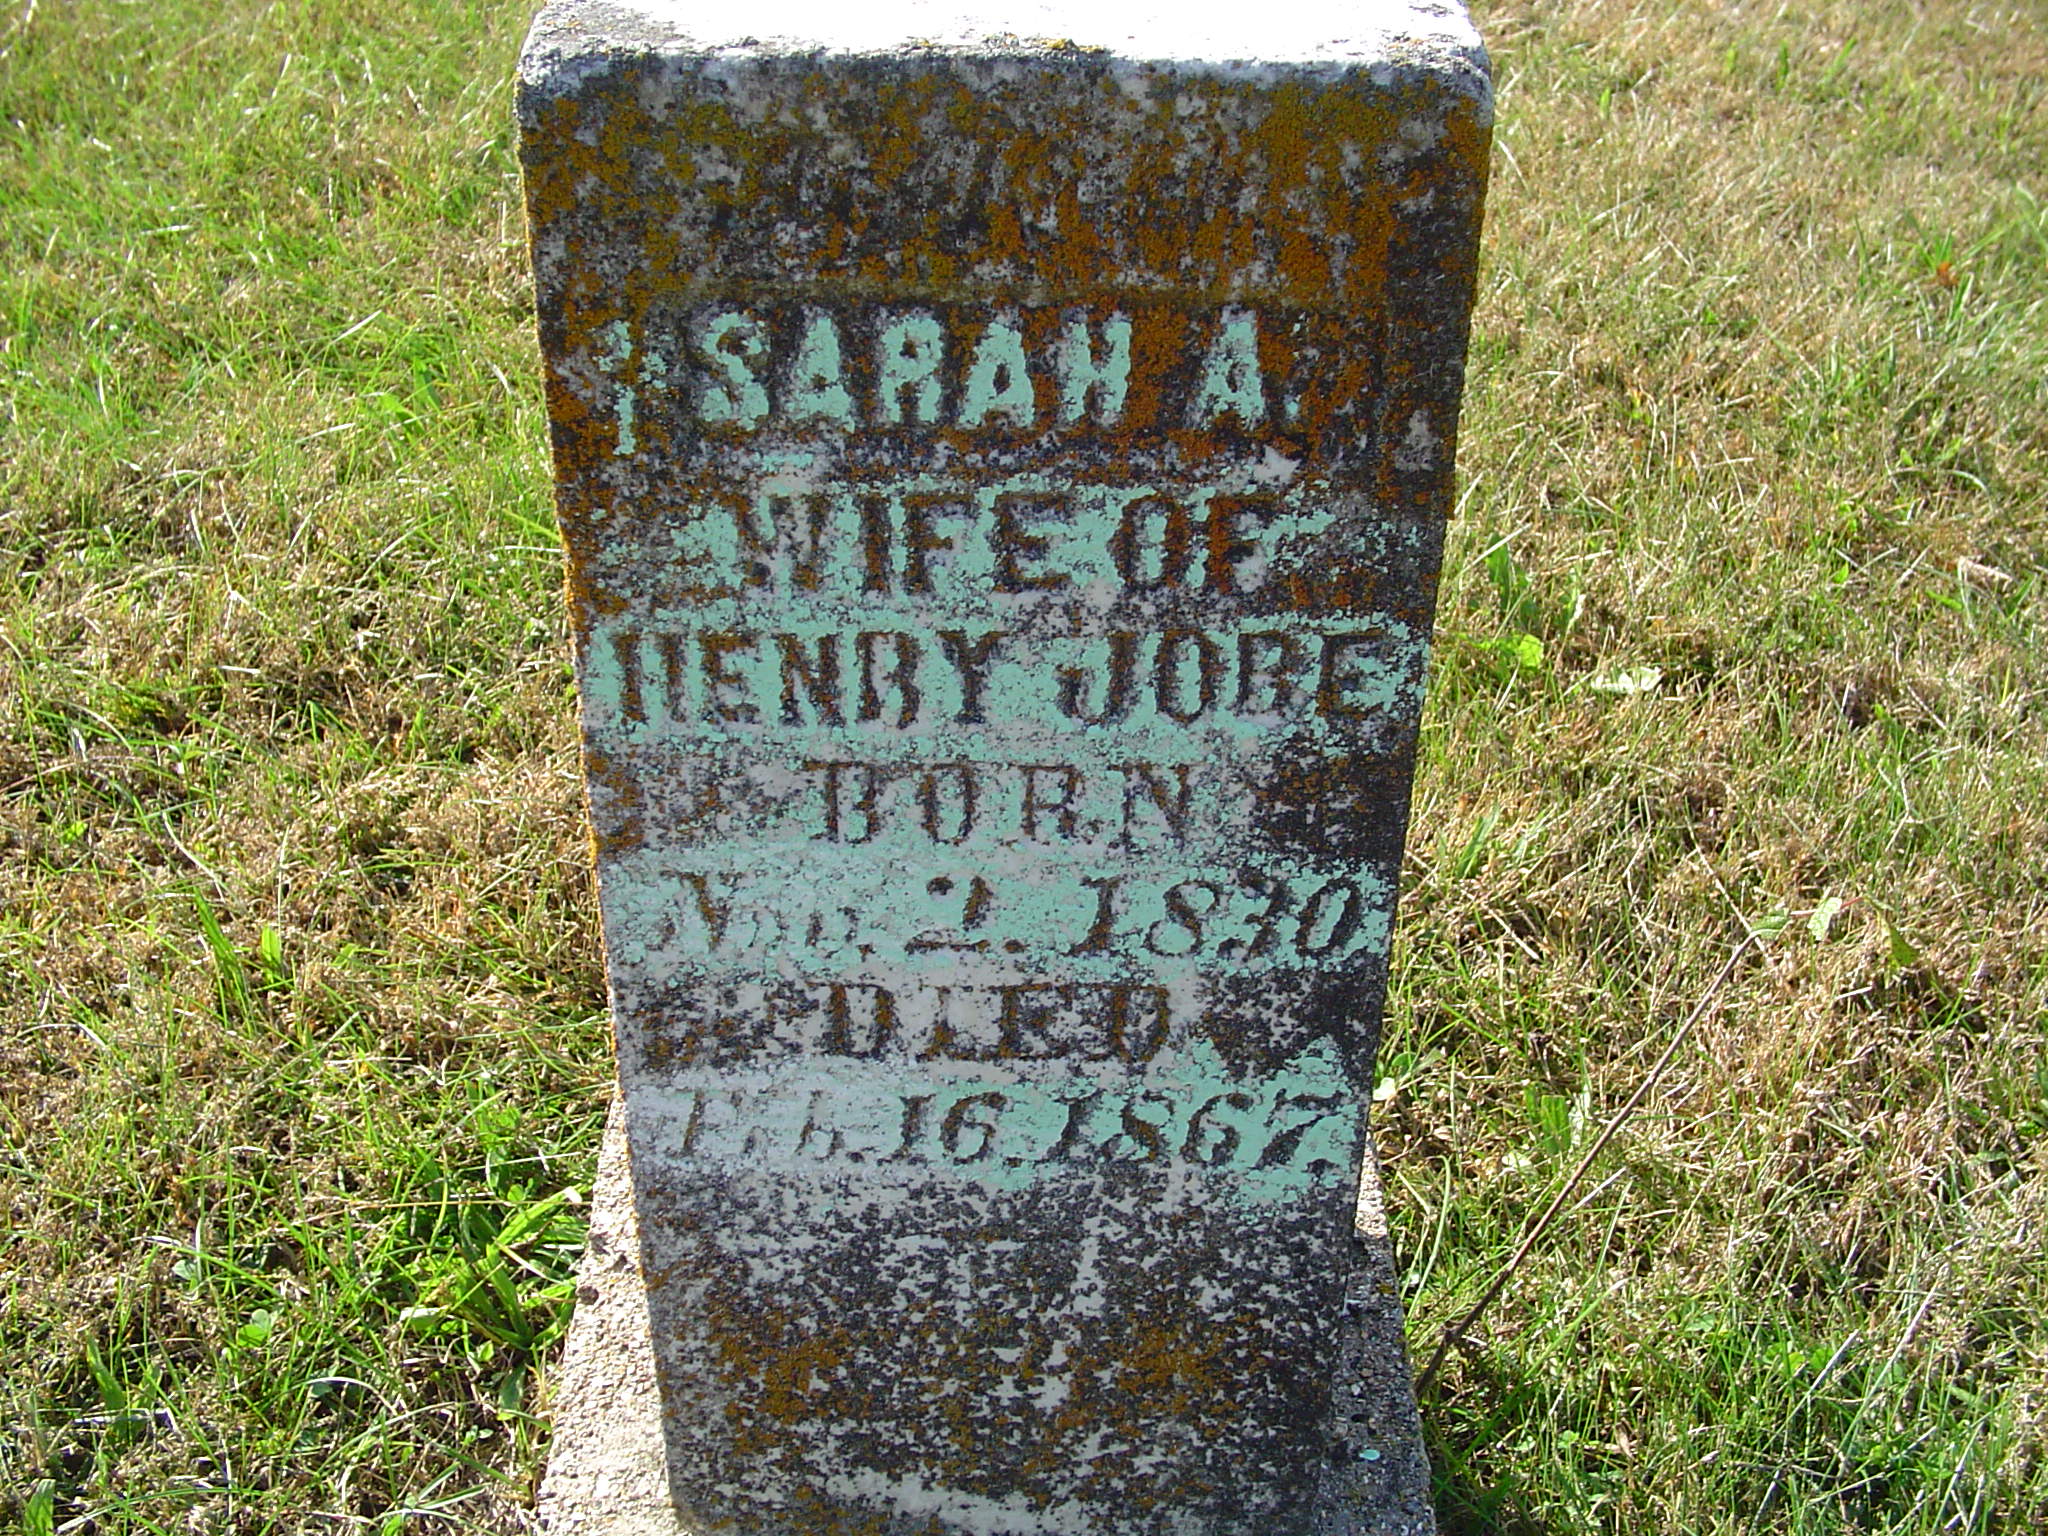 SARAH A.
WIFE OF
HENRY JOBE
BORN
2. 1830
DIED
16. 1867